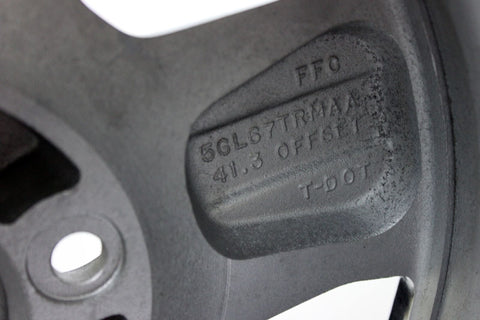 FFC
5GL67TRMAA
41.3 OFFSET
T-DOT